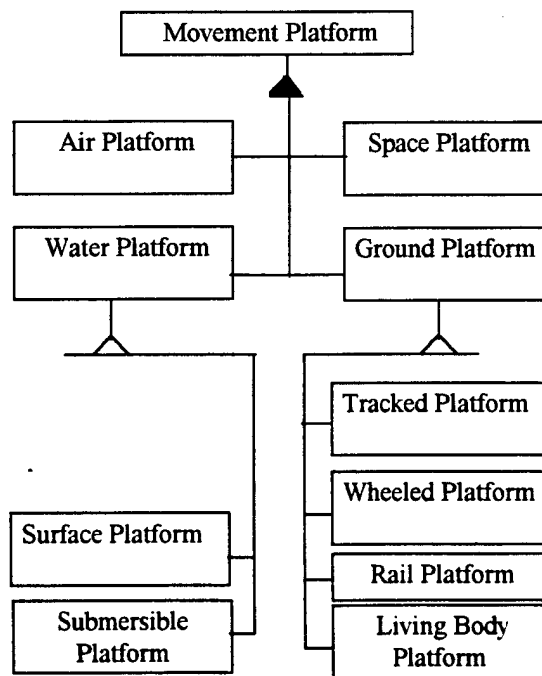 Movement Platform
Air Platform
Space Platform
Water Platform
Ground Platform
Tracked Platform
Wheeled Platform
Surface Platform
Rail Platform
Submersible
Platform
Living Body
Platform